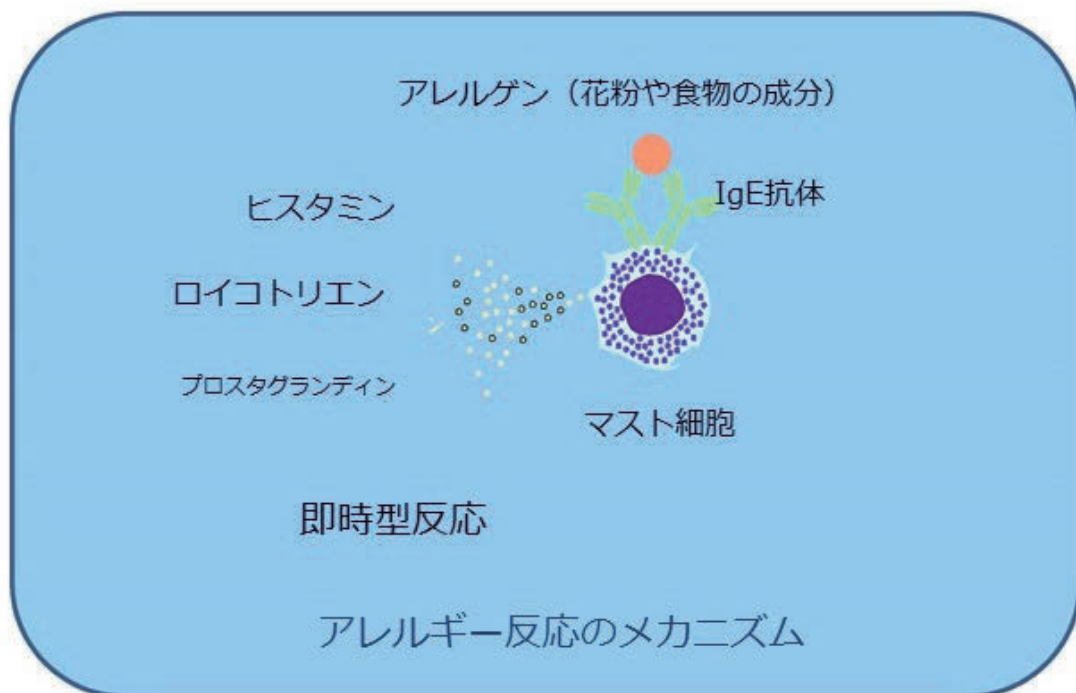 アレルゲン（花粉や食物の成分）
IgE抗体
ヒスタミン
ロイコトリエン
プロスタグランディン
マスト細胞
即時型反応
アレルギー反応のメカニズム